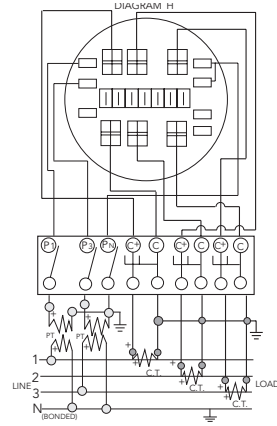 DIAGRAM H
P1 P3 PN C+ C C+ C C+ C
+ +
PT PT
+
1
C.T.
+
2
LINE
C.T.
+
LOAD
3
C.T.
N
(BONDED)